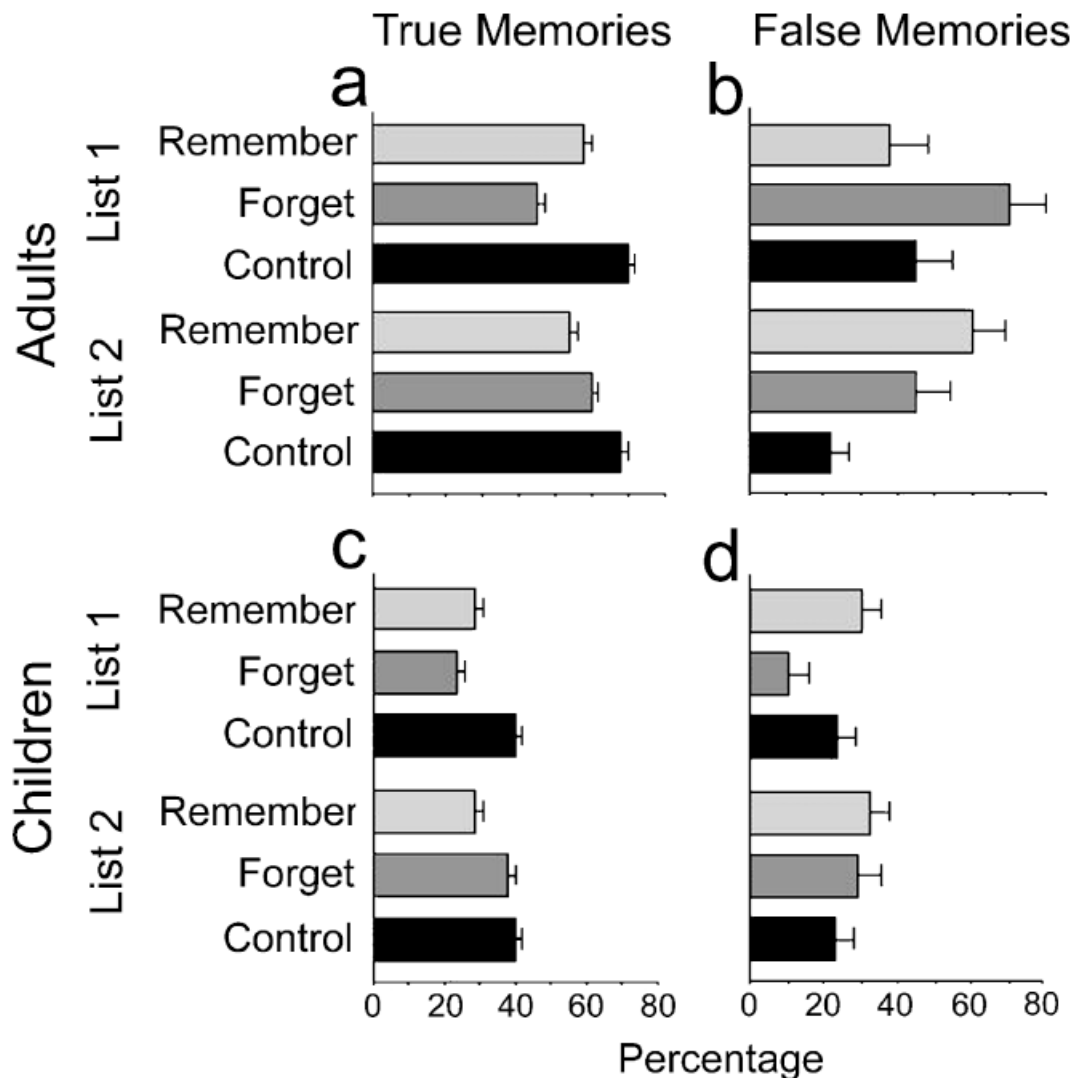 True Memories False Memories
a b
Adults
List 1
Remember
Forget
Control
List 2
Remember
Forget
Control
c d
Children
List 1
Remember
Forget
Control
List 2
Remember
Forget
Control
0 20 40 60 80 0 20 40 60 80
Percentage